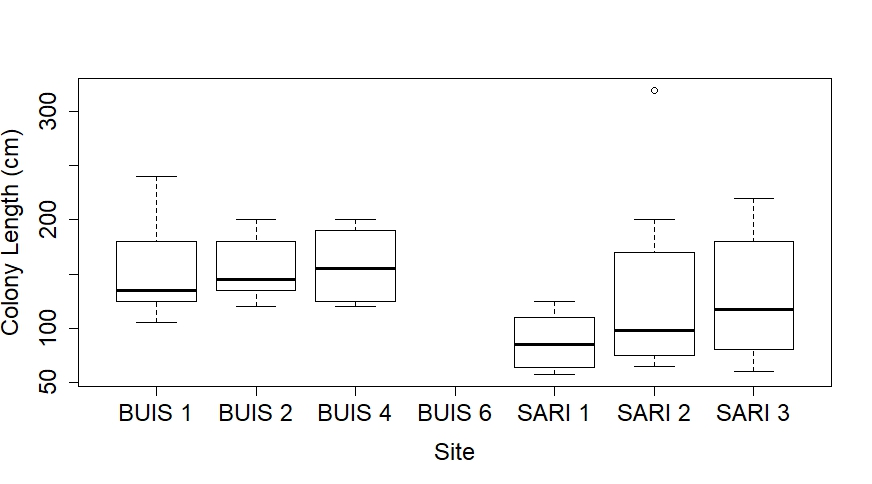 Colony Length (cm)
300
200
100
50
BUIS 1 BUIS 2 BUIS 4 BUIS 6 SARI 1 SARI 2 SARI 3
Site